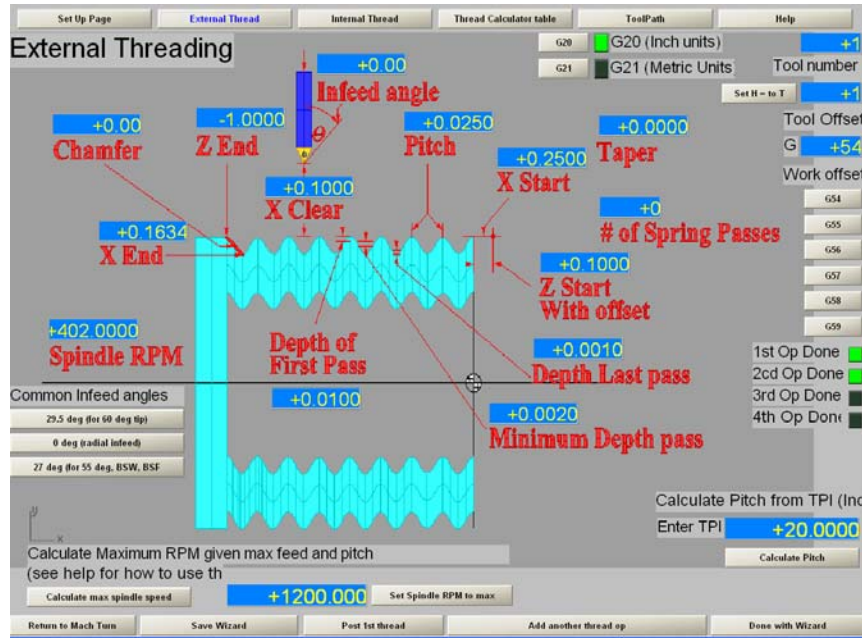 Set Up Page External Thread Internal Thread Thread Calculator table ToolPath Help
External Threading
G20 G20 (Inch units) +1
G21 G21 (Metric Units Tool number
Set H = to T +1
Tool Offset
G +54
Work offset
G54
G55
G56
G57
G58
G59
+0.00
Infeed angle
θ
+0.00
Chamfer
-1.0000
Z End
+0.0250
Pitch
+0.0000
Taper
+0.1000
X Clear
+0.2500
X Start
+0.1634
X End
+0
# of Spring Passes
+0.1000
Z Start
With offset
+402.0000
Spindle RPM
Depth of
First Pass
+0.0100
+0.0010
Depth Last pass
+0.0020
Minimum Depth pass
1st Op Done
2cd Op Done
3rd Op Done
4th Op Done
Common Infeed angles
29.5 deg (for 60 deg tip)
0 deg (radial infeed)
27 deg (for 55 deg, BSW, BSF
y
x
Calculate Pitch from TPI (Inc
Enter TPI +20.0000
Calculate Pitch
Calculate Maximum RPM given max feed and pitch
(see help for how to use th
Calculate max spindle speed +1200.000 Set Spindle RPM to max
Return to Mach Turn Save Wizard Post 1st thread Add another thread op Done with Wizard